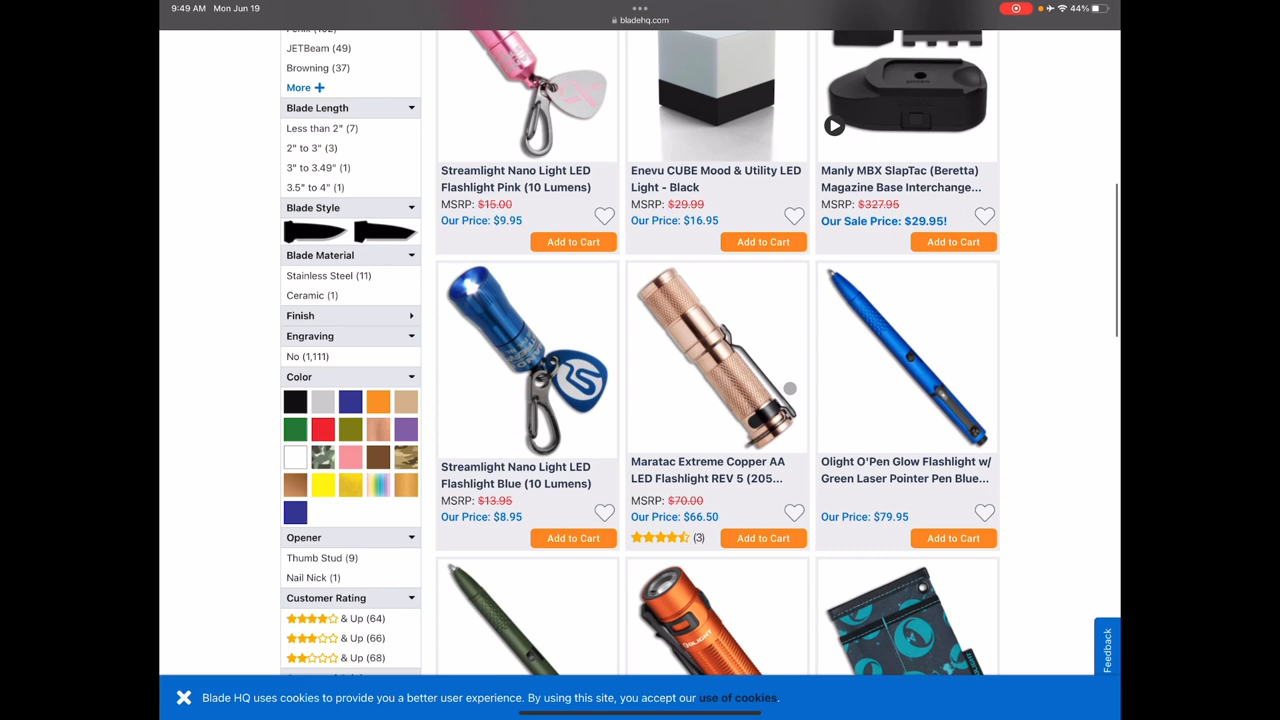 9:49 AM Mon Jun 19
44%
bladehq.com
JETBeam (49)
Browning (37)
More +
Blade Length
Less than 2" (7)
2" to 3" (3)
3" to 3.49" (1)
3.5" to 4" (1)
Blade Style
Blade Material
Stainless Steel (11)
Ceramic (1)
Finish
Engraving
No (1,111)
Color
Opener
Thumb Stud (9)
Nail Nick (1)
Customer Rating
& Up (64)
& Up (66)
& Up (68)
Streamlight Nano Light LED
Flashlight Pink (10 Lumens)
MSRP: $15.00
Our Price: $9.95
Add to Cart
Enevu CUBE Mood & Utility LED
Light - Black
MSRP: $29.99
Our Price: $16.95
Add to Cart
Manly MBX SlapTac (Beretta)
Magazine Base Interchange...
MSRP: $327.95
Our Sale Price: $29.95!
Add to Cart
Streamlight Nano Light LED
Flashlight Blue (10 Lumens)
MSRP: $13.95
Our Price: $8.95
Add to Cart
Maratac Extreme Copper AA
LED Flashlight REV 5 (205...
MSRP: $70.00
Our Price: $66.50
(3)
Add to Cart
Olight O'Pen Glow Flashlight w/
Green Laser Pointer Pen Blue...
Our Price: $79.95
Add to Cart
OLIGHT
Feedback
Blade HQ uses cookies to provide you a better user experience. By using this site, you accept our use of cookies.